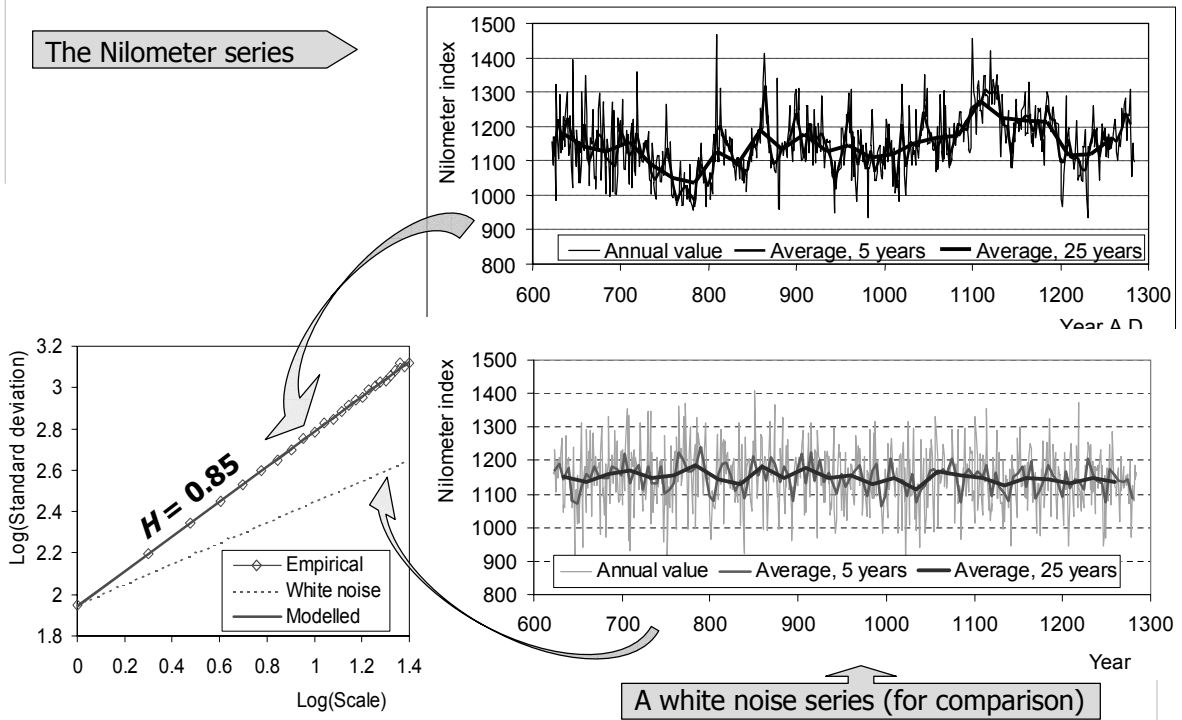 The Nilometer series
Nilometer index
1500
1400
1300
1200
1100
1000
900
800
Annual value
Average, 5 years
Average, 25 years
600 700 800 900 1000 1100 1200 1300
Year A.D.
Log(Standard deviation)
3.2
3
2.8
2.6
2.4
2.2
2
1.8
H = 0.85
Empirical
White noise
Modelled
0 0.2 0.4 0.6 0.8 1 1.2 1.4
Log(Scale)
Nilometer index
1500
1400
1300
1200
1100
1000
900
800
Annual value
Average, 5 years
Average, 25 years
600 700 800 900 1000 1100 1200 1300
Year
A white noise series (for comparison)